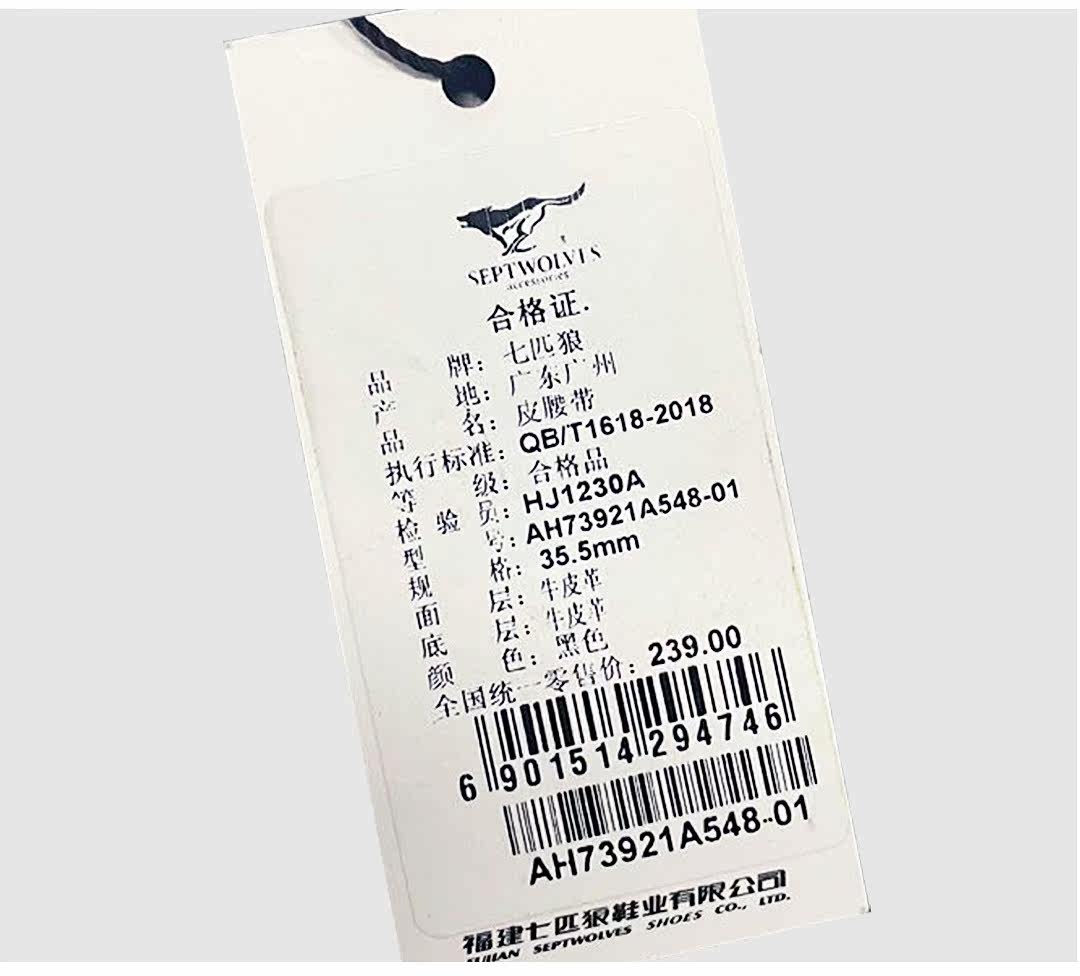 SEPTWOLVES
accessories
合格证.
品 牌: 七匹狼
产 地: 广东广州
品 名: 皮腰带
执行标准: QB/T1618-2018
等 级: 合格品
检 验 员: HJ1230A
型 号: AH73921A548-01
规 格: 35.5mm
面 层: 牛皮革
底 层: 牛皮革
颜 色: 黑色
全国统一零售价: 239.00
6 901514 294746
AH73921A548-01
福建七匹狼鞋业有限公司
FUJIAN SEPTWOLVES SHOES CO., LTD.